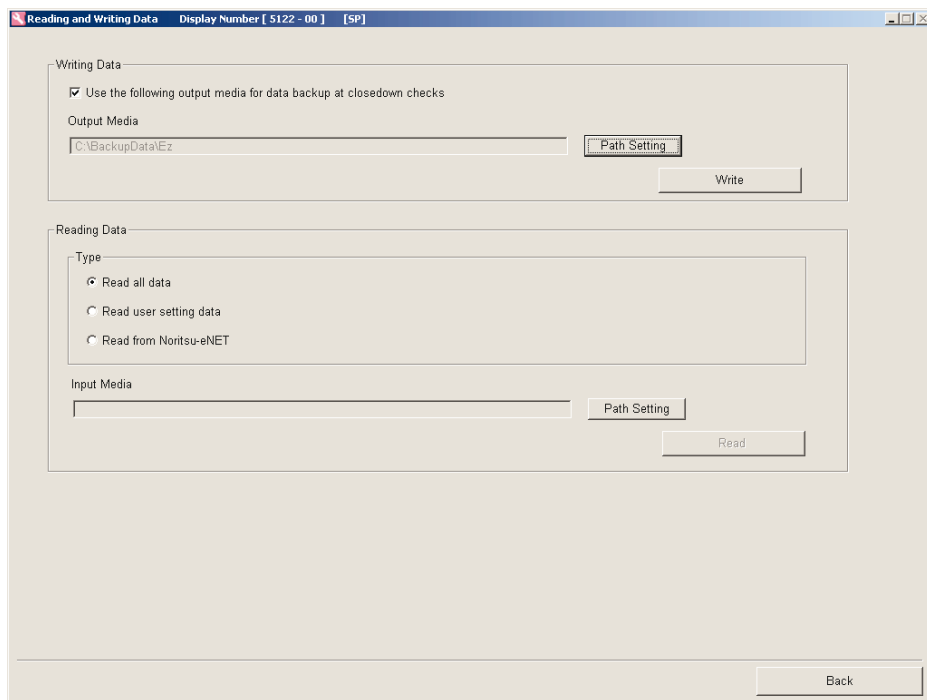 Reading and Writing Data Display Number [ 5122 - 00 ] [SP]
Writing Data
Use the following output media for data backup at closedown checks
Output Media
C:\BackupData\Ez
Path Setting
Write
Reading Data
Type
Read all data
Read user setting data
Read from Noritsu-eNET
Input Media
Path Setting
Read
Back